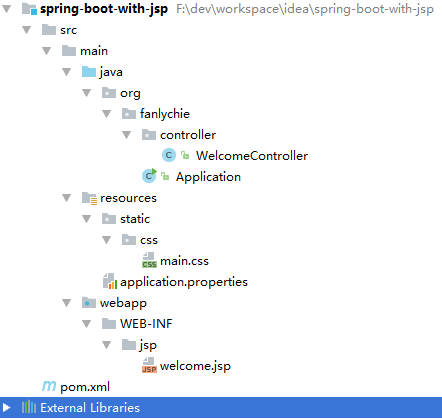 spring-boot-with-jsp F:\dev\workspace\idea\spring-boot-with-jsp
src
main
java
org
fanlychie
controller
WelcomeController
Application
resources
static
css
main.css
application.properties
webapp
WEB-INF
jsp
welcome.jsp
pom.xml
External Libraries